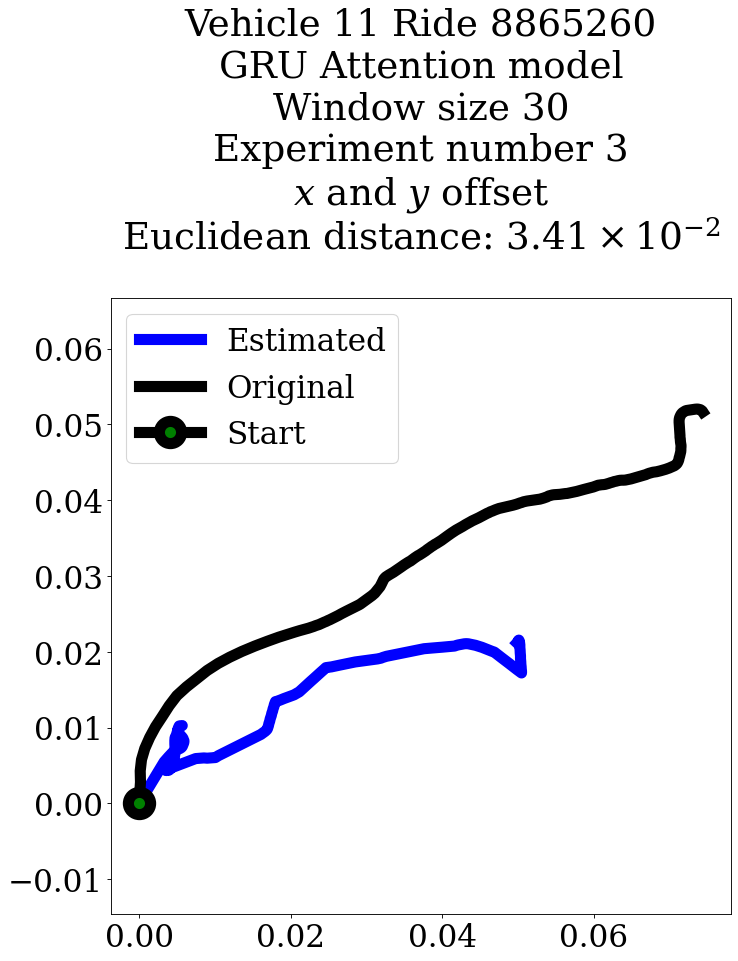 Vehicle 11 Ride 8865260
GRU Attention model
Window size 30
Experiment number 3
x and y offset
Euclidean distance: 3.41 × 10⁻²
Estimated
Original
Start
0.06
0.05
0.04
0.03
0.02
0.01
0.00
−0.01
0.00 0.02 0.04 0.06